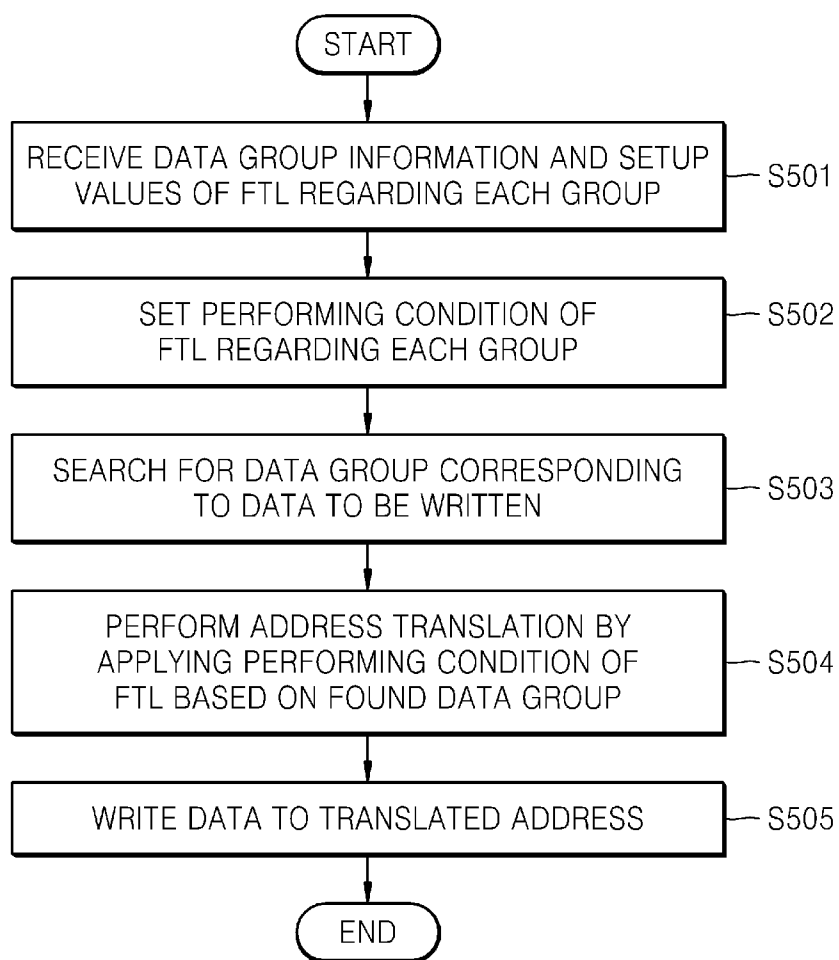 START
RECEIVE DATA GROUP INFORMATION AND SETUP
VALUES OF FTL REGARDING EACH GROUP
S501
SET PERFORMING CONDITION OF
FTL REGARDING EACH GROUP
S502
SEARCH FOR DATA GROUP CORRESPONDING
TO DATA TO BE WRITTEN
S503
PERFORM ADDRESS TRANSLATION BY
APPLYING PERFORMING CONDITION OF
FTL BASED ON FOUND DATA GROUP
S504
WRITE DATA TO TRANSLATED ADDRESS
S505
END